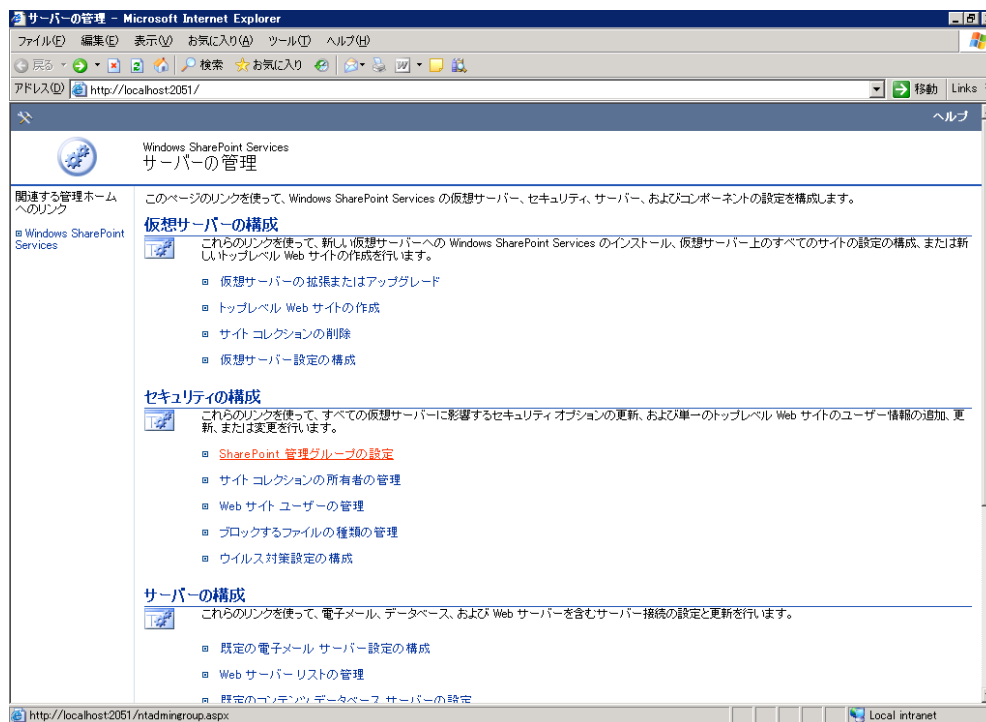 サーバーの管理 - Microsoft Internet Explorer
ファイル(F) 編集(E) 表示(V) お気に入り(A) ツール(T) ヘルプ(H)
戻る 検索 お気に入り
アドレス(D) http://localhost:2051/ 移動 Links
ヘルプ
Windows SharePoint Services
サーバーの管理
関連する管理ホーム
へのリンク
Windows SharePoint
Services
このページのリンクを使って、Windows SharePoint Services の仮想サーバー、セキュリティ、サーバー、およびコンポーネントの設定を構成します。
仮想サーバーの構成
これらのリンクを使って、新しい仮想サーバーへの Windows SharePoint Services のインストール、仮想サーバー上のすべてのサイトの設定の構成、または新
しいトップレベル Web サイトの作成を行います。
仮想サーバーの拡張またはアップグレード
トップレベル Web サイトの作成
サイト コレクションの削除
仮想サーバー設定の構成
セキュリティの構成
これらのリンクを使って、すべての仮想サーバーに影響するセキュリティ オプションの更新、および単一のトップレベル Web サイトのユーザー情報の追加、更
新、または変更を行います。
SharePoint 管理グループの設定
サイト コレクションの所有者の管理
Web サイト ユーザーの管理
ブロックするファイルの種類の管理
ウイルス対策設定の構成
サーバーの構成
これらのリンクを使って、電子メール、データベース、および Web サーバーを含むサーバー接続の設定と更新を行います。
既定の電子メール サーバー設定の構成
Web サーバー リストの管理
既定のコンテンツ データベース サーバーの設定
http://localhost:2051/ntadmingroup.aspx Local intranet